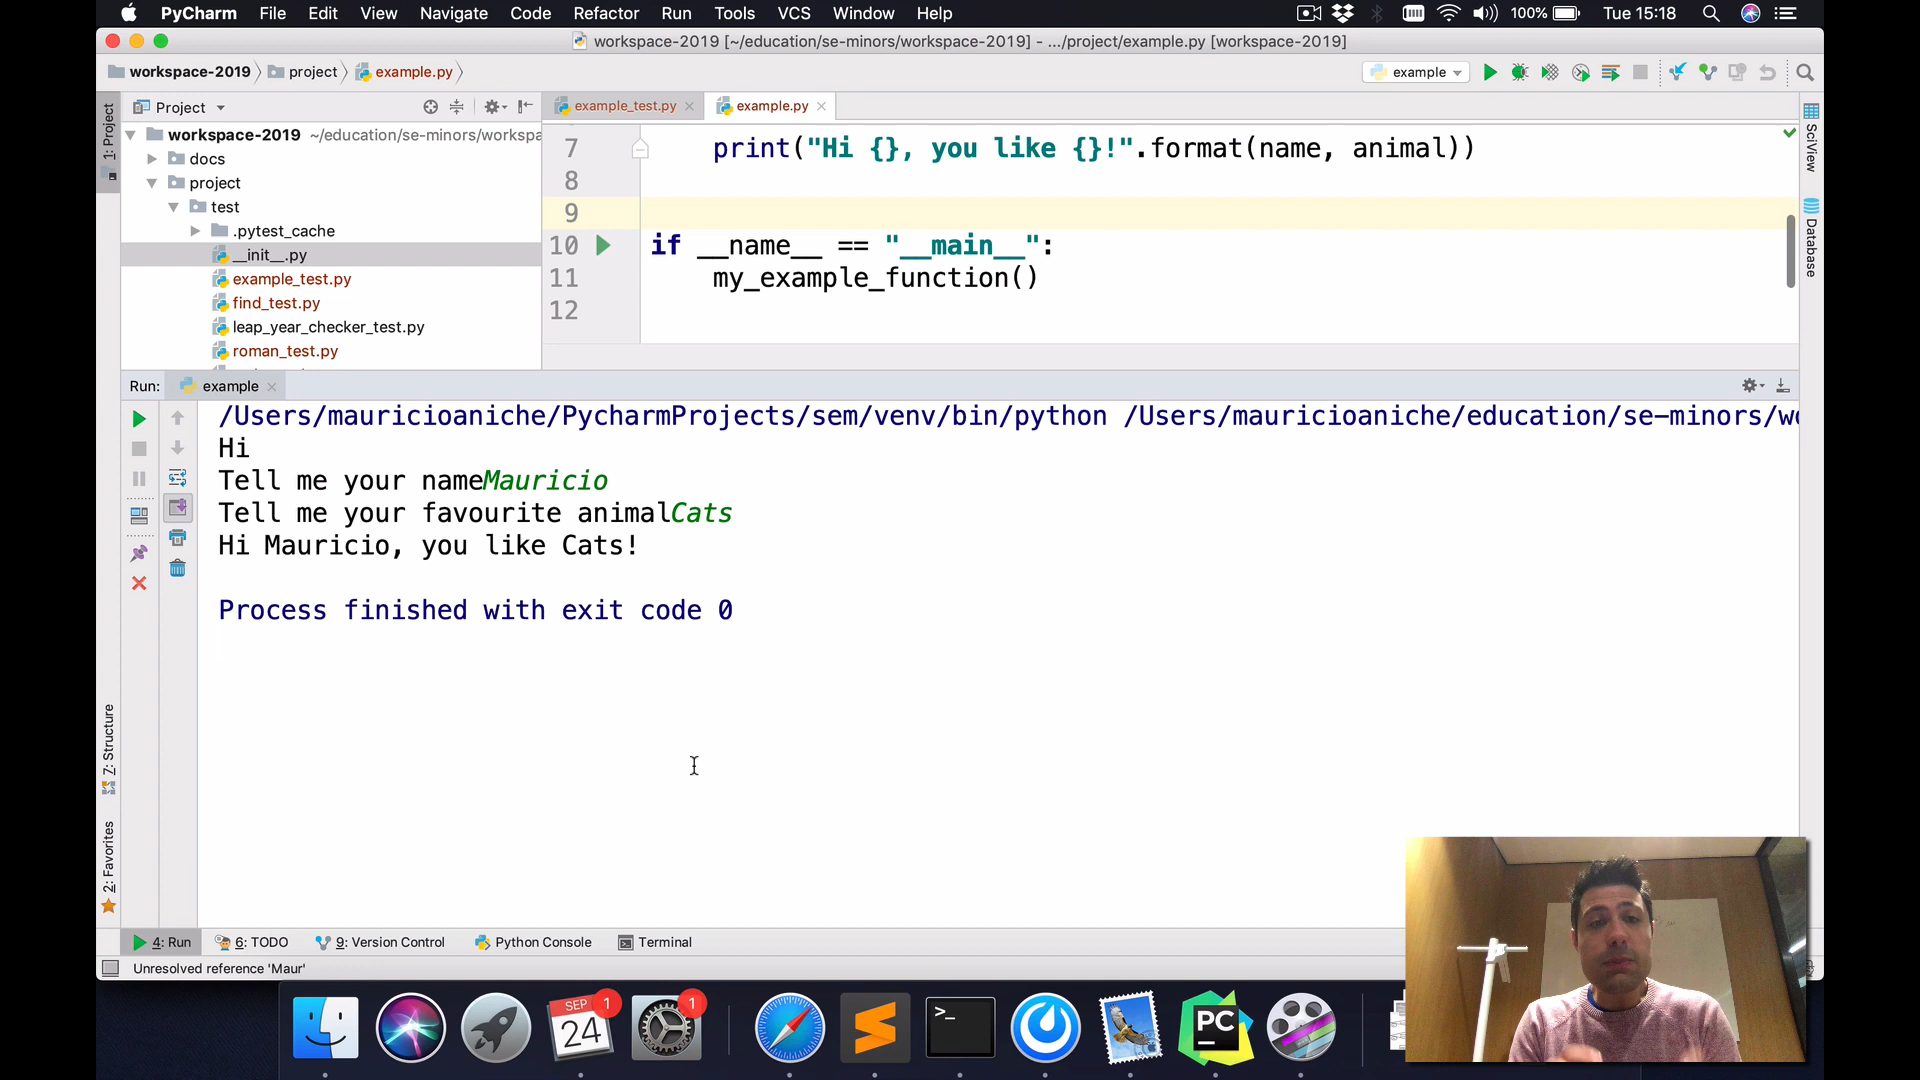 PyCharm File Edit View Navigate Code Refactor Run Tools VCS Window Help 100% Tue 15:18
workspace-2019 [~/education/se-minors/workspace-2019] - .../project/example.py [workspace-2019]
workspace-2019 project example.py example
1: Project
Project
example_test.py
example.py
workspace-2019 ~/education/se-minors/workspa
docs
project
test
.pytest_cache
__init__.py
example_test.py
find_test.py
leap_year_checker_test.py
roman_test.py
7 print("Hi {}, you like {}!".format(name, animal))
8
9
10 if __name__ == "__main__":
11 my_example_function()
12
SciView
Database
Run: example
/Users/mauricioaniche/PycharmProjects/sem/venv/bin/python /Users/mauricioaniche/education/se-minors/wo
Hi
Tell me your nameMauricio
Tell me your favourite animalCats
Hi Mauricio, you like Cats!
Process finished with exit code 0
Z: Structure
2: Favorites
4: Run 6: TODO 9: Version Control Python Console Terminal
Unresolved reference 'Maur'
SEP 1 1
24
>_
PC